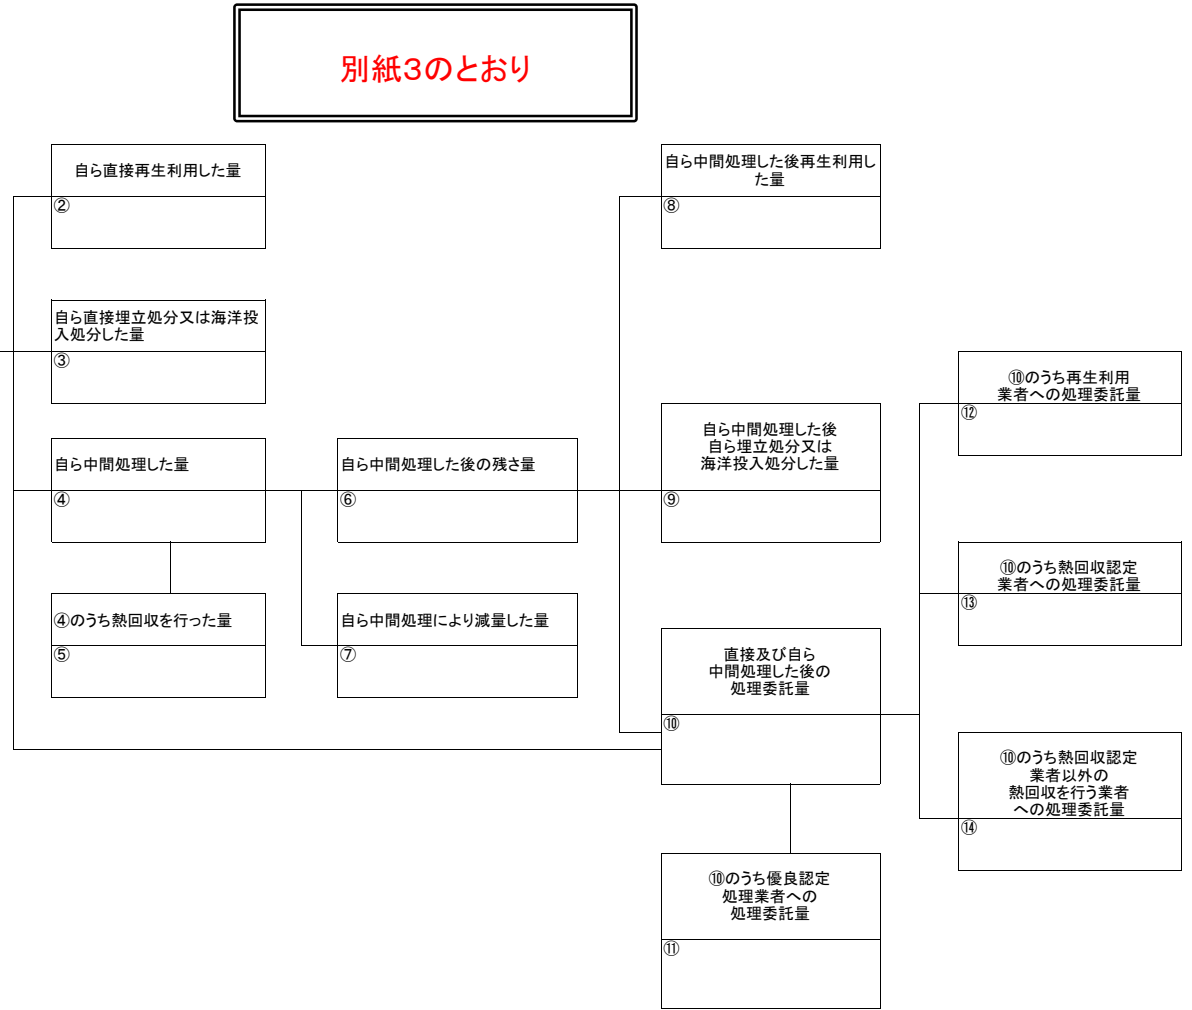 別紙３のとおり
自ら直接再生利用した量
②
自ら直接埋立処分又は海洋投
入処分した量
③
自ら中間処理した量
④
④のうち熱回収を行った量
⑤
自ら中間処理した後の残さ量
⑥
自ら中間処理により減量した量
⑦
自ら中間処理した後再生利用し
た量
⑧
自ら中間処理した後
自ら埋立処分又は
海洋投入処分した量
⑨
直接及び自ら
中間処理した後の
処理委託量
⑩
⑩のうち優良認定
処理業者への
処理委託量
⑪
⑩のうち再生利用
業者への処理委託量
⑫
⑩のうち熱回収認定
業者への処理委託量
⑬
⑩のうち熱回収認定
業者以外の
熱回収を行う業者
への処理委託量
⑭